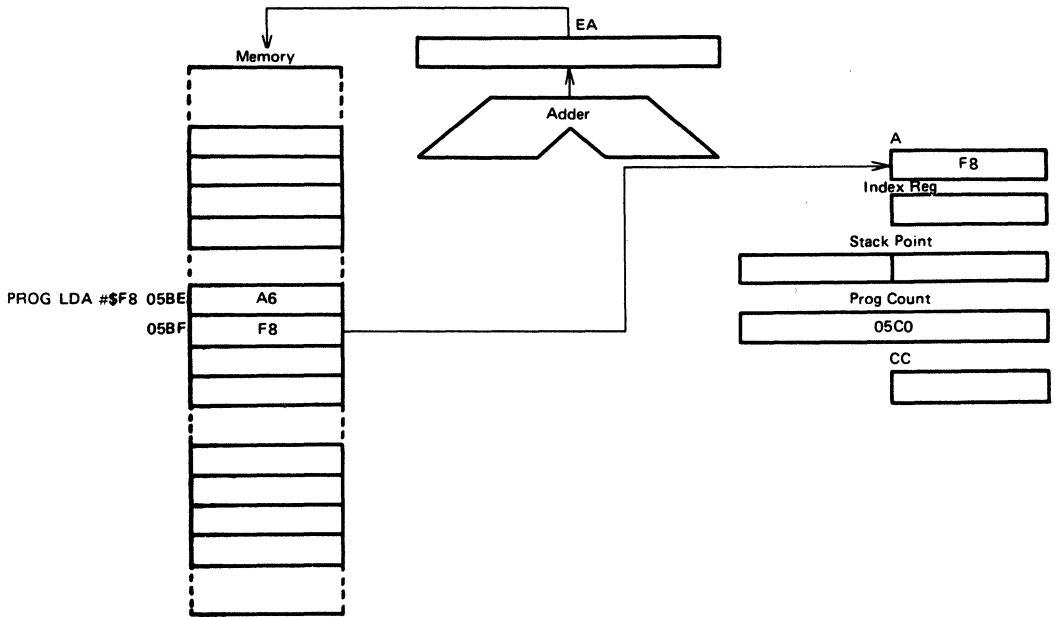 EA
Memory
Adder
A
F8
Index Reg
Stack Point
PROG LDA #$F8 05BE
A6
Prog Count
05BF
F8
05C0
CC